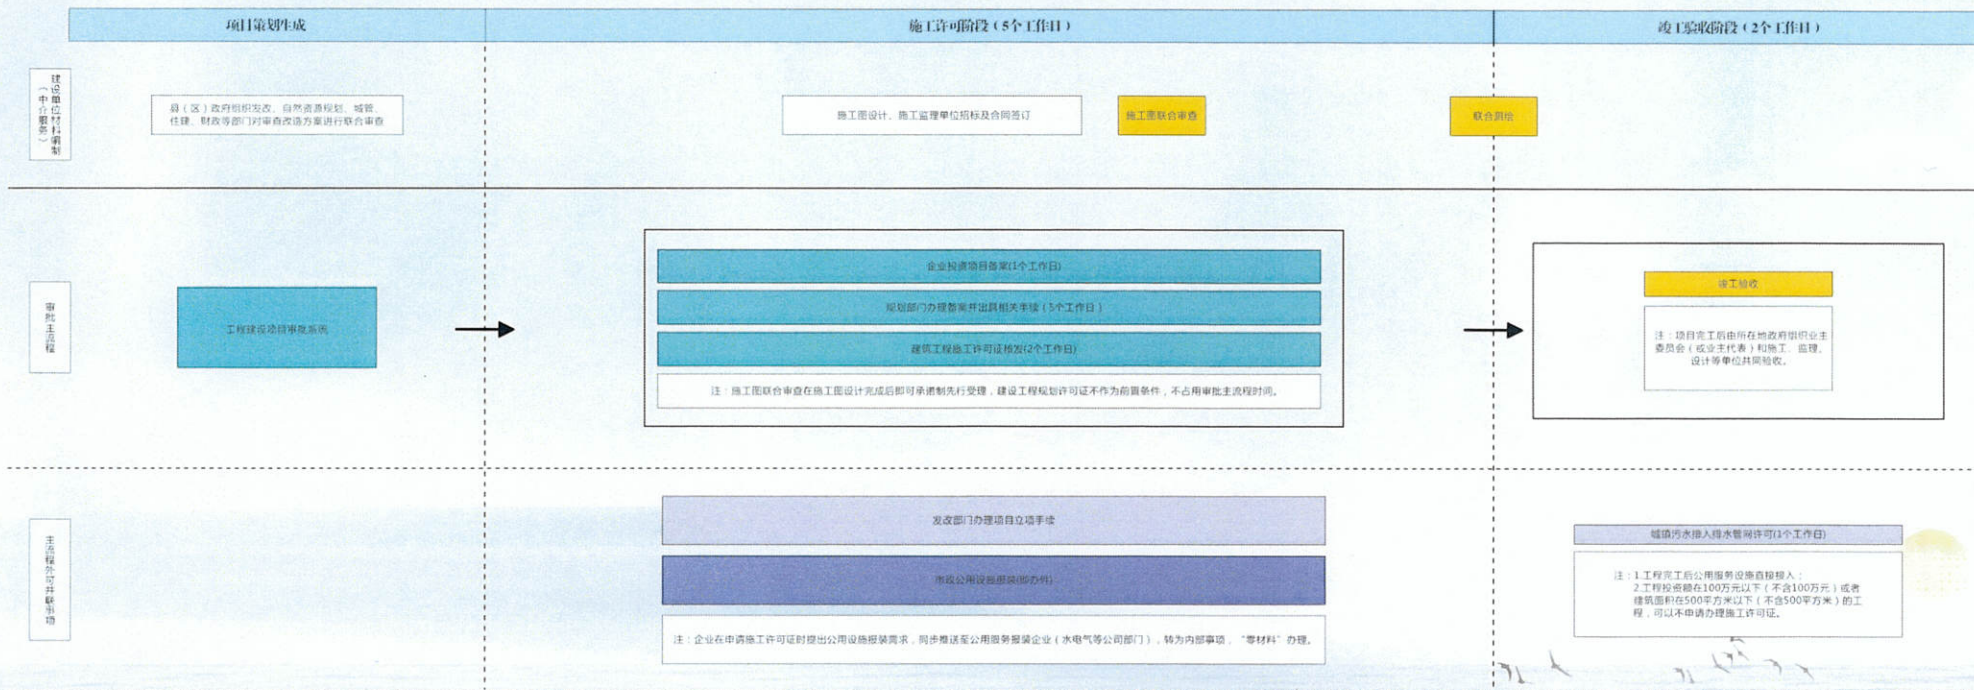 项目策划生成
施工许可阶段（5个工作日）
竣工验收阶段（2个工作日）
建设单位材料编制（中介服务）
县（区）政府组织发改、自然资源规划、城管、
住建、财政等部门对审查改造方案进行联合审查
施工图设计、施工监理单位招标及合同签订
施工图联合审查
联合测绘
审批主流程
工程建设项目审批系统
企业投资项目备案(1个工作日)
规划部门办理备案并出具相关手续（5个工作日）
建筑工程施工许可证核发(2个工作日)
注：施工图联合审查在施工图设计完成后即可承诺制先行受理，建设工程规划许可证不作为前置条件，不占用审批主流程时间。
竣工验收
注：项目完工后由所在地政府组织业主
委员会（或业主代表）和施工、监理、
设计等单位共同验收。
主流程外可并联事项
发改部门办理项目立项手续
市政公用设施报装(即办件)
注：企业在申请施工许可证时提出公用设施报装需求，同步推送至公用服务报装企业（水电气等公司部门），转为内部事项，“零材料”办理。
城镇污水排入排水管网许可(1个工作日)
注：1.工程完工后公用服务设施直接接入；
2.工程投资额在100万元以下（不含100万元）或者
建筑面积在500平方米以下（不含500平方米）的工
程，可以不申请办理施工许可证。